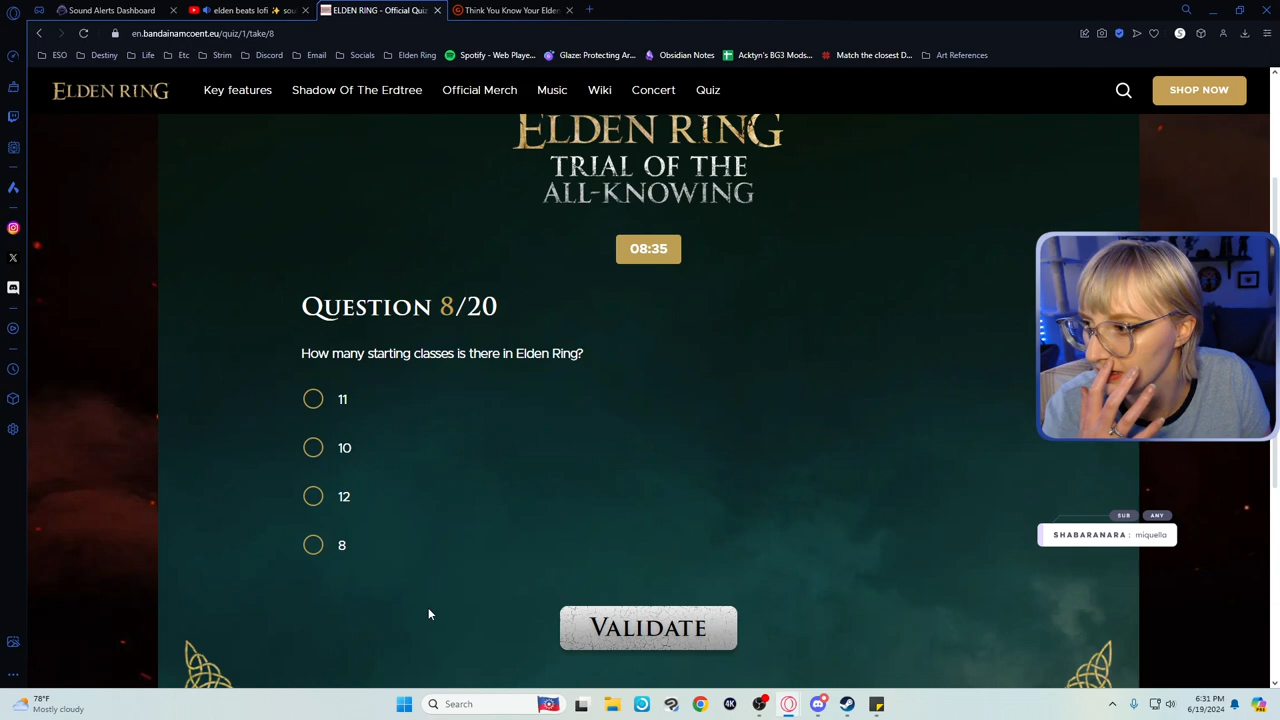 Sound Alerts Dashboard
elden beats lofi
ELDEN RING - Official Quiz
Think You Know Your Elden
en.bandainamcoent.eu/quiz/1/take/8
ESO
Destiny
Life
Etc
Strim
Discord
Email
Socials
Elden Ring
Spotify - Web Playe...
Glaze: Protecting Ar...
Obsidian Notes
Acktyn's BG3 Mods...
Match the closest D...
Art References
ELDEN RING
Key features
Shadow Of The Erdtree
Official Merch
Music
Wiki
Concert
Quiz
SHOP NOW
ELDEN RING
TRIAL OF THE
ALL-KNOWING
08:35
QUESTION 8/20
How many starting classes is there in Elden Ring?
11
10
12
8
VALIDATE
SUB
ANY
SHABARANARA : miquella
78°F
Mostly cloudy
Search
6:31 PM
6/19/2024